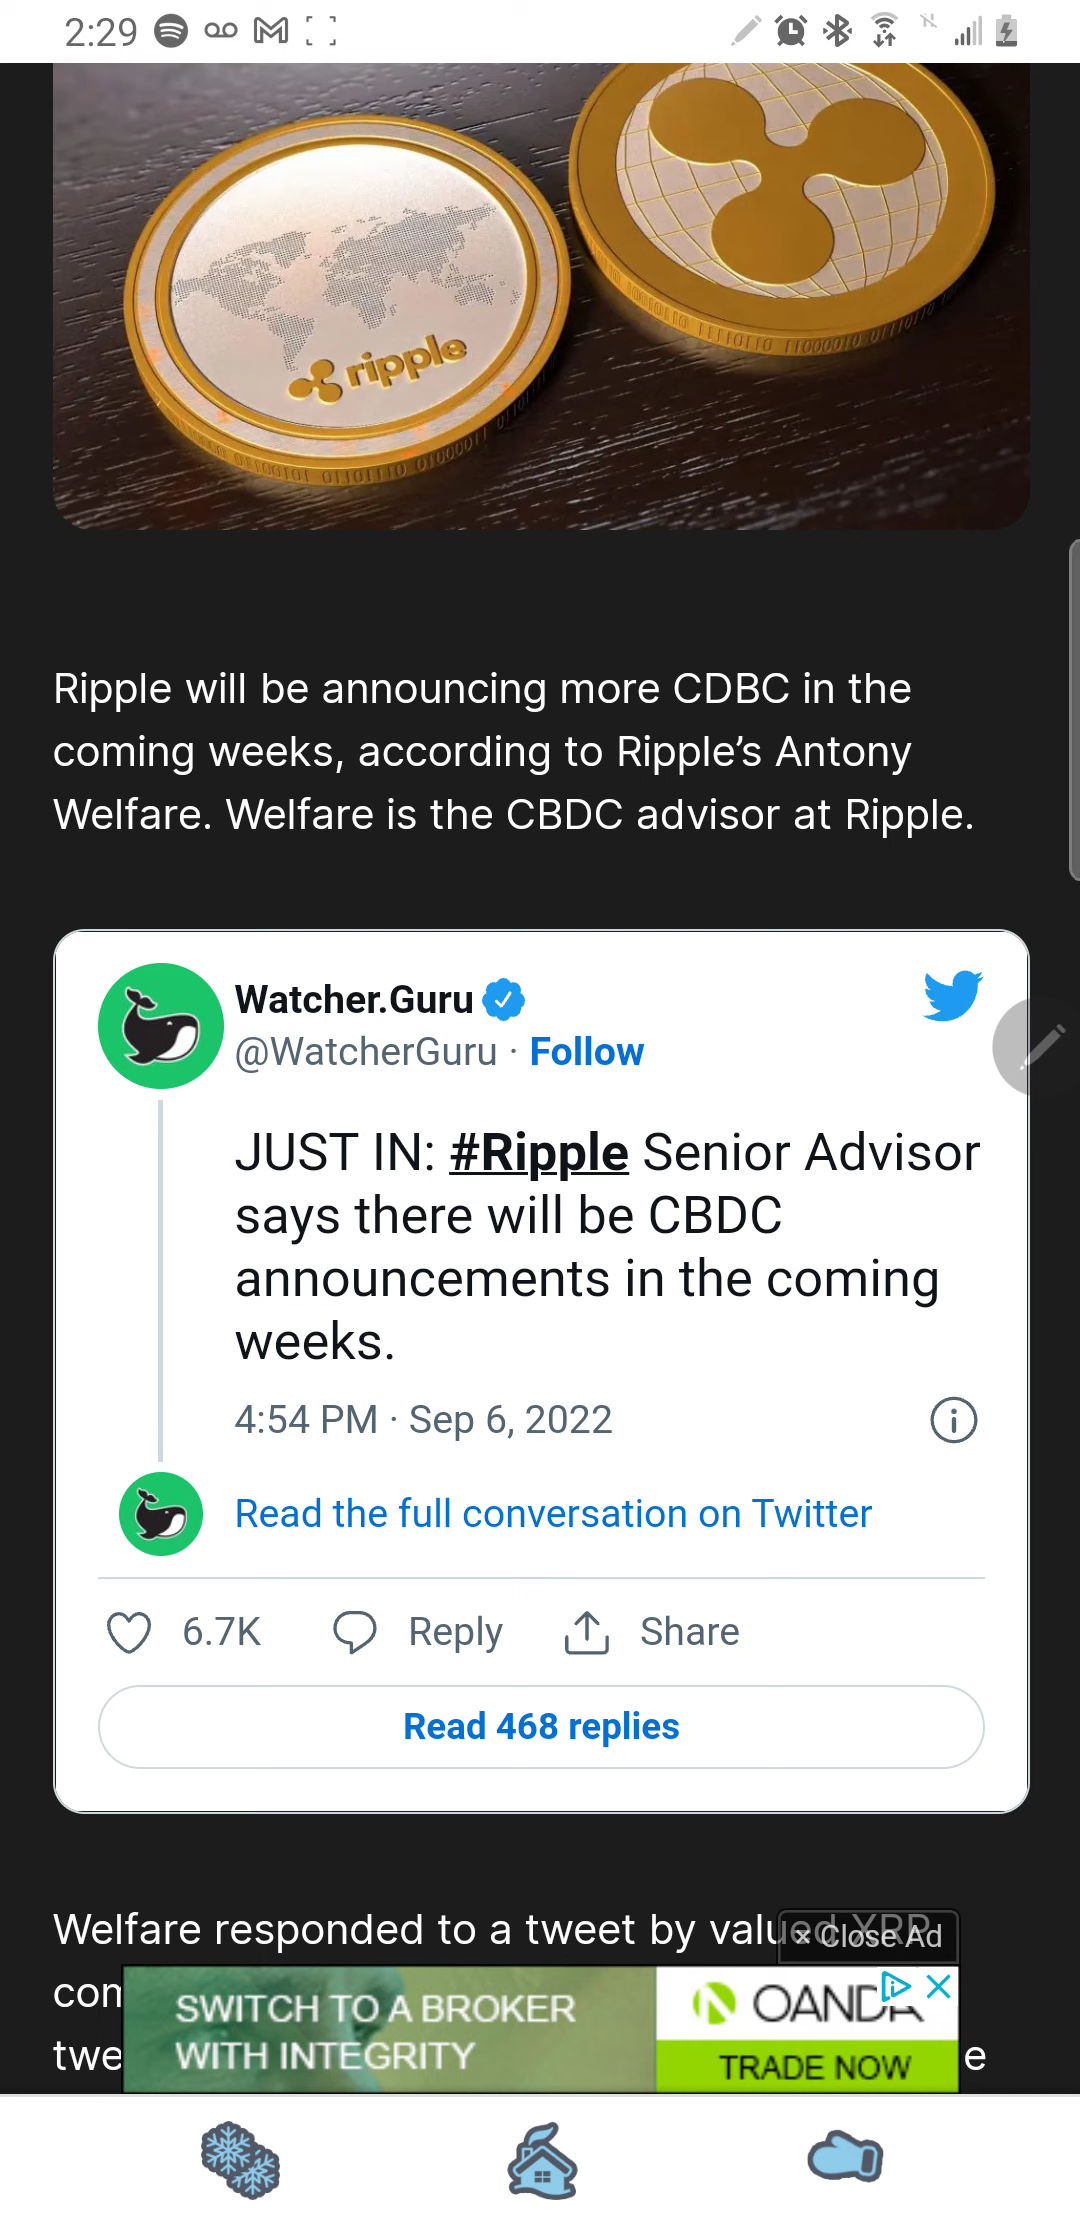 2:29
ripple
Ripple will be announcing more CDBC in the
coming weeks, according to Ripple’s Antony
Welfare. Welfare is the CBDC advisor at Ripple.
Watcher.Guru
@WatcherGuru · Follow
JUST IN: #Ripple Senior Advisor
says there will be CBDC
announcements in the coming
weeks.
4:54 PM · Sep 6, 2022
Read the full conversation on Twitter
6.7K Reply Share
Read 468 replies
Welfare responded to a tweet by valued XRP
× Close Ad
SWITCH TO A BROKER
WITH INTEGRITY
OANDA
TRADE NOW